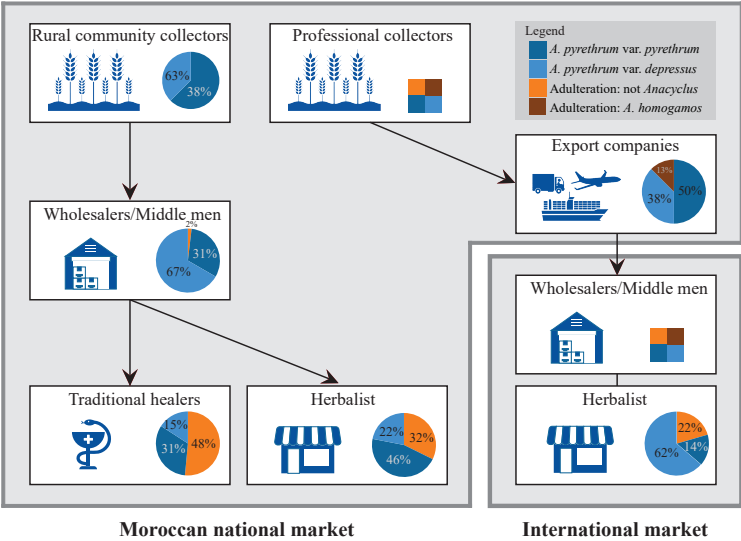 Rural community collectors
63%
38%
Professional collectors
Legend
A. pyrethrum var. pyrethrum
A. pyrethrum var. depressus
Adulteration: not Anacyclus
Adulteration: A. homogamos
Export companies
13%
50%
38%
Wholesalers/Middle men
2%
31%
67%
Wholesalers/Middle men
Traditional healers
15%
48%
31%
Herbalist
22%
32%
46%
Herbalist
22%
14%
62%
Moroccan national market
International market